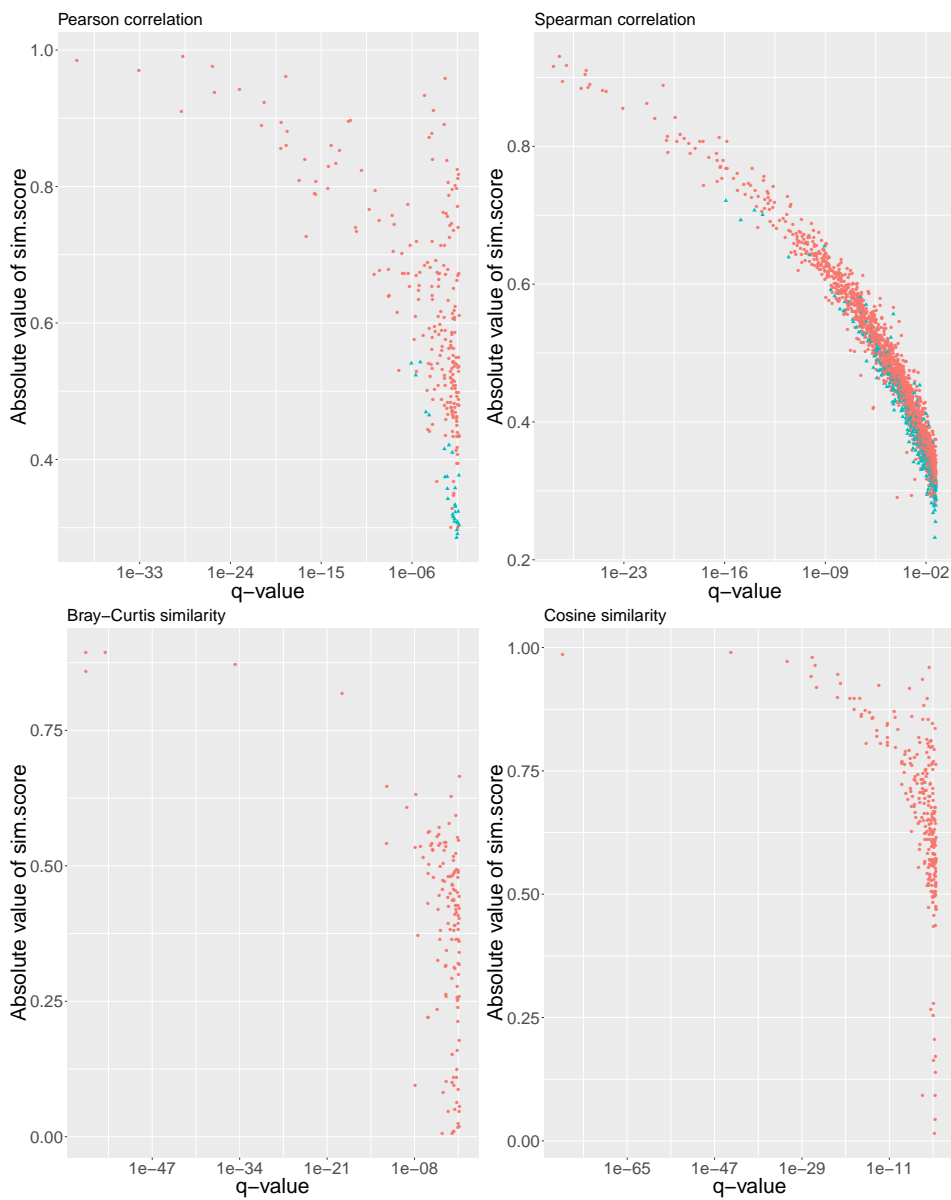 Pearson correlation
Absolute value of sim.score
1.0
0.8
0.6
0.4
1e−33
1e−24
1e−15
1e−06
q−value
Spearman correlation
Absolute value of sim.score
0.8
0.6
0.4
0.2
1e−23
1e−16
1e−09
1e−02
q−value
Bray−Curtis similarity
Absolute value of sim.score
0.75
0.50
0.25
0.00
1e−47
1e−34
1e−21
1e−08
q−value
Cosine similarity
Absolute value of sim.score
1.00
0.75
0.50
0.25
0.00
1e−65
1e−47
1e−29
1e−11
q−value